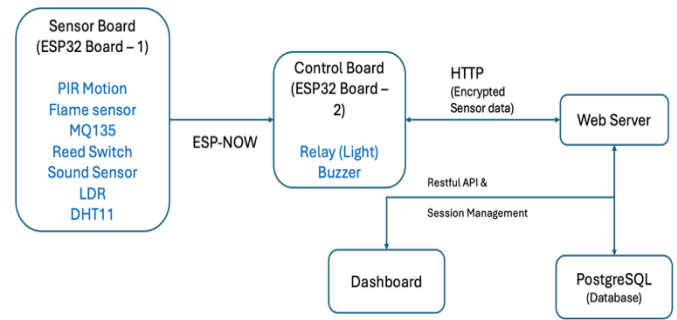 Sensor Board
(ESP32 Board – 1)
PIR Motion
Flame sensor
MQ135
Reed Switch
Sound Sensor
LDR
DHT11
ESP-NOW
Control Board
(ESP32 Board –
2)
Relay (Light)
Buzzer
HTTP
(Encrypted
Sensor data)
Web Server
Restful API &
Session Management
Dashboard
PostgreSQL
(Database)